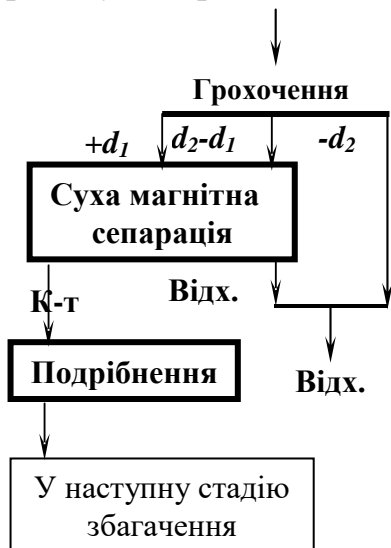 Грохочення
+d1 d2-d1 -d2
Суха магнітна
сепарація
К-т
Відх.
Подрібнення
Відх.
У наступну стадію
збагачення